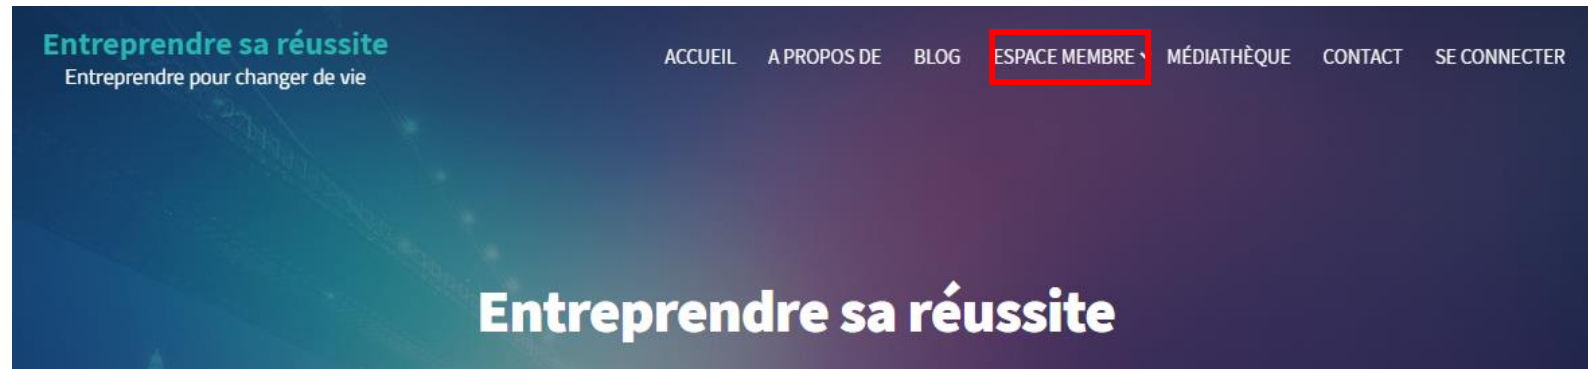 Entreprendre sa réussite
Entreprendre pour changer de vie
ACCUEIL A PROPOS DE BLOG ESPACE MEMBRE MÉDIATHÈQUE CONTACT SE CONNECTER
Entreprendre sa réussite